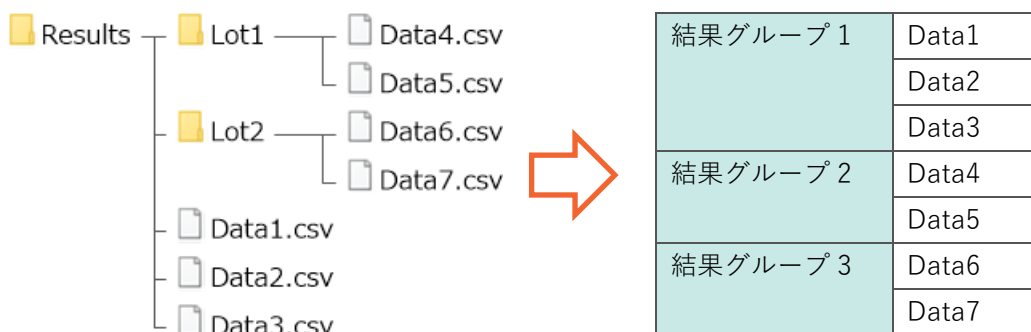 Results
Lot1
Data4.csv
Data5.csv
Lot2
Data6.csv
Data7.csv
Data1.csv
Data2.csv
Data3.csv
結果グループ 1
Data1
Data2
Data3
結果グループ 2
Data4
Data5
結果グループ 3
Data6
Data7